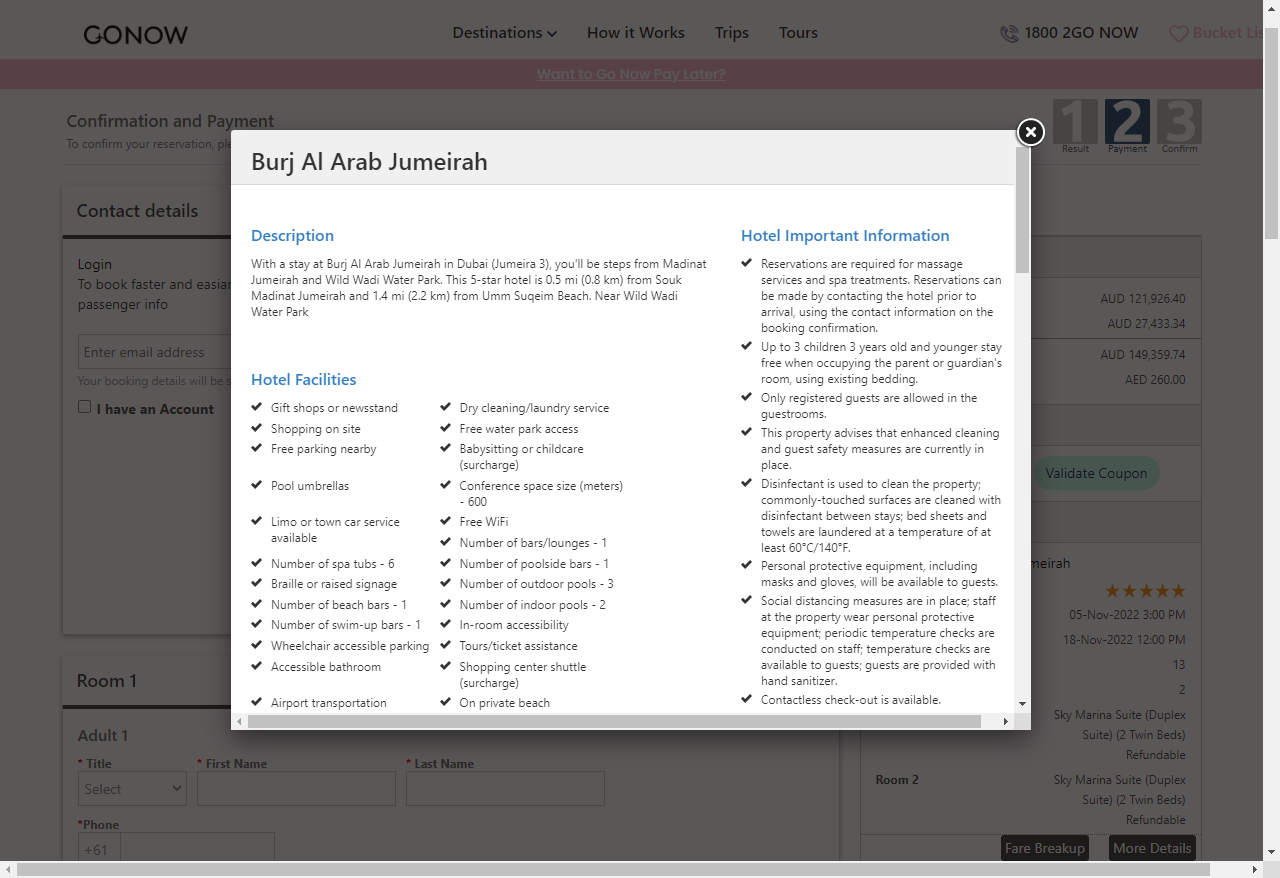 GONOW
Destinations
How it Works
Trips
Tours
1800 2GO NOW
Bucket Lis
Want to Go Now Pay Later?
Confirmation and Payment
To confirm your reservation, ple
1
2
3
Result
Payment
Confirm
Contact details
Login
To book faster and easian
passenger info
Enter email address
Your booking details will be s
I have an Account
Burj Al Arab Jumeirah
Description
With a stay at Burj Al Arab Jumeirah in Dubai (Jumeira 3), you'll be steps from Madinat
Jumeirah and Wild Wadi Water Park. This 5-star hotel is 0.5 mi (0.8 km) from Souk
Madinat Jumeirah and 1.4 mi (2.2 km) from Umm Suqeim Beach. Near Wild Wadi
Water Park
Hotel Facilities
Gift shops or newsstand
Dry cleaning/laundry service
Shopping on site
Free water park access
Free parking nearby
Babysitting or childcare
(surcharge)
Pool umbrellas
Conference space size (meters)
- 600
Limo or town car service
available
Free WiFi
Number of bars/lounges - 1
Number of spa tubs - 6
Number of poolside bars - 1
Braille or raised signage
Number of outdoor pools - 3
Number of beach bars - 1
Number of indoor pools - 2
Number of swim-up bars - 1
In-room accessibility
Wheelchair accessible parking
Tours/ticket assistance
Accessible bathroom
Shopping center shuttle
(surcharge)
Airport transportation
On private beach
Hotel Important Information
Reservations are required for massage
services and spa treatments. Reservations can
be made by contacting the hotel prior to
arrival, using the contact information on the
booking confirmation.
Up to 3 children 3 years old and younger stay
free when occupying the parent or guardian's
room, using existing bedding.
Only registered guests are allowed in the
guestrooms.
This property advises that enhanced cleaning
and guest safety measures are currently in
place.
Disinfectant is used to clean the property;
commonly-touched surfaces are cleaned with
disinfectant between stays; bed sheets and
towels are laundered at a temperature of at
least 60°C/140°F.
Personal protective equipment, including
masks and gloves, will be available to guests.
Social distancing measures are in place; staff
at the property wear personal protective
equipment; periodic temperature checks are
conducted on staff; temperature checks are
available to guests; guests are provided with
hand sanitizer.
Contactless check-out is available.
AUD 121,926.40
AUD 27,433.34
AUD 149,359.74
AED 260.00
Validate Coupon
meirah
05-Nov-2022 3:00 PM
18-Nov-2022 12:00 PM
13
2
Sky Marina Suite (Duplex
Suite) (2 Twin Beds)
Refundable
Room 2
Sky Marina Suite (Duplex
Suite) (2 Twin Beds)
Refundable
Fare Breakup
More Details
Room 1
Adult 1
* Title
* First Name
* Last Name
Select
*Phone
+61